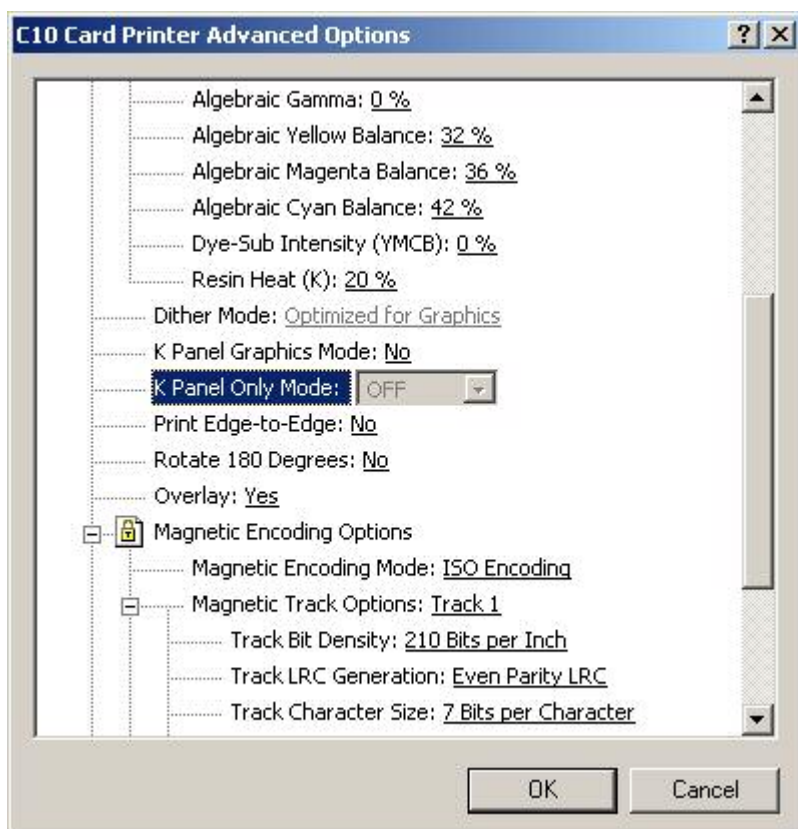 C10 Card Printer Advanced Options
Algebraic Gamma: 0 %
Algebraic Yellow Balance: 32 %
Algebraic Magenta Balance: 36 %
Algebraic Cyan Balance: 42 %
Dye-Sub Intensity (YMCB): 0 %
Resin Heat (K): 20 %
Dither Mode: Optimized for Graphics
K Panel Graphics Mode: No
K Panel Only Mode: OFF
Print Edge-to-Edge: No
Rotate 180 Degrees: No
Overlay: Yes
Magnetic Encoding Options
Magnetic Encoding Mode: ISO Encoding
Magnetic Track Options: Track 1
Track Bit Density: 210 Bits per Inch
Track LRC Generation: Even Parity LRC
Track Character Size: 7 Bits per Character
OK Cancel